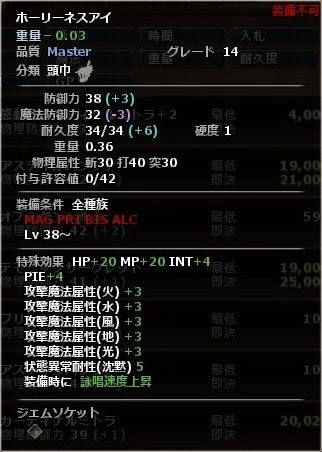 装備不可
ホーリーネスアイ
重量 - 0.03
品質 Master グレード 14
分類 頭巾
防御力 38 (+3)
魔法防御力 32 (-3)
耐久度 34/34 (+6) 硬度 1
重量 0.36
物理属性 斬30 打40 突30
付与許容値 0/42
装備条件 全種族
MAG PRI BIS ALC
Lv 38～
特殊効果 HP+20 MP+20 INT+4
PIE+4
攻撃魔法属性(火) +3
攻撃魔法属性(水) +3
攻撃魔法属性(風) +3
攻撃魔法属性(地) +3
攻撃魔法属性(光) +3
状態異常耐性(沈黙) 5
装備時に 詠唱速度上昇
ジェムソケット